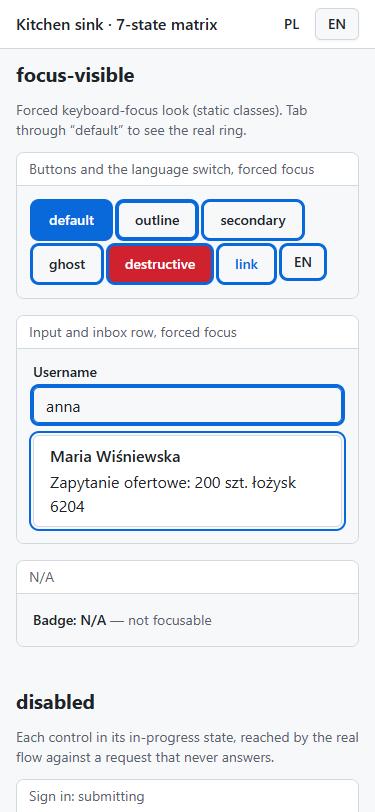 Kitchen sink · 7-state matrix PL EN
focus-visible
Forced keyboard-focus look (static classes). Tab
through “default” to see the real ring.
Buttons and the language switch, forced focus
default outline secondary
ghost destructive link EN
Input and inbox row, forced focus
Username
anna
Maria Wiśniewska
Zapytanie ofertowe: 200 szt. łożysk
6204
N/A
Badge: N/A — not focusable
disabled
Each control in its in-progress state, reached by the real
flow against a request that never answers.
Sign in: submitting